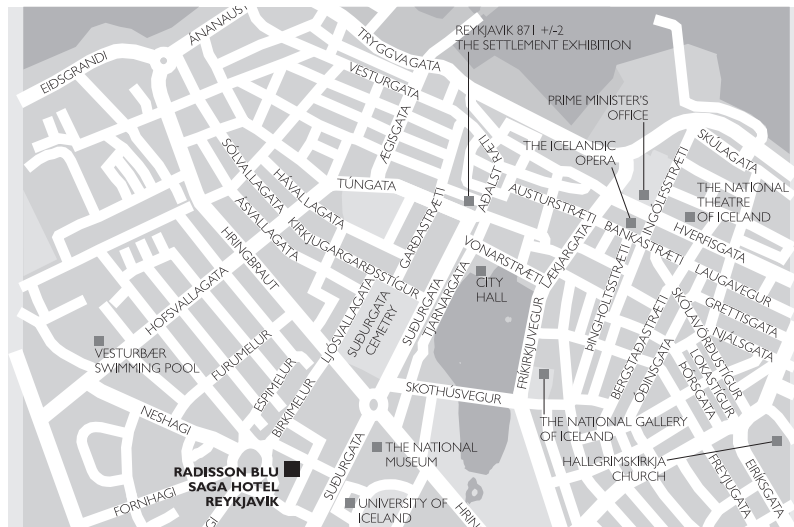 ÁNANAUST
EIÐSGRANDI
TRYGGVAGATA
VESTURGATA
ÆGISGATA
REYKJAVIK 871 +/-2
THE SETTLEMENT EXHIBITION
PRIME MINISTER'S
OFFICE
THE ICELANDIC
OPERA
SKÚLAGATA
THE NATIONAL
THEATRE
OF ICELAND
INGÓLFSSTRÆTI
HVERFISGATA
SÓLVALLAGATA
HÁVALLAGATA
ÁSVALLAGATA
TÚNGATA
AÐALSTRÆTI
AUSTURSTRÆTI
BANKASTRÆTI
LAUGAVEGUR
GRETTISGATA
NJÁLSGATA
KIRKJUGARGARÐSSTÍGUR
GARÐASTRÆTI
VONARSTRÆTI
LÆKJARGATA
HRINGBRAUT
HOFSVALLAGATA
LJÓSVALLAGATA
SUÐURGATA
CEMETRY
SUÐURGATA
TJARNARGATA
CITY
HALL
FRÍKIRKJUVEGUR
ÞINGHOLTSSTRÆTI
BERGSTAÐASTRÆTI
ÓÐINSGATA
SKÓLAVÖRÐUSTÍGUR
LOKASTÍGUR
ÞÓRSGATA
VESTURBÆR
SWIMMING POOL
FURUMELUR
ESPIMELUR
BIRKIMELUR
SKOTHÚSVEGUR
NESHAGI
THE NATIONAL GALLERY
OF ICELAND
HALLGRÍMSKIRKJA
CHURCH
FREYJUGATA
EIRÍKSGATA
THE NATIONAL
MUSEUM
RADISSON BLU
SAGA HOTEL
REYKJAVÍK
SUÐURGATA
FORNHAGI
UNIVERSITY OF
ICELAND
HRIN